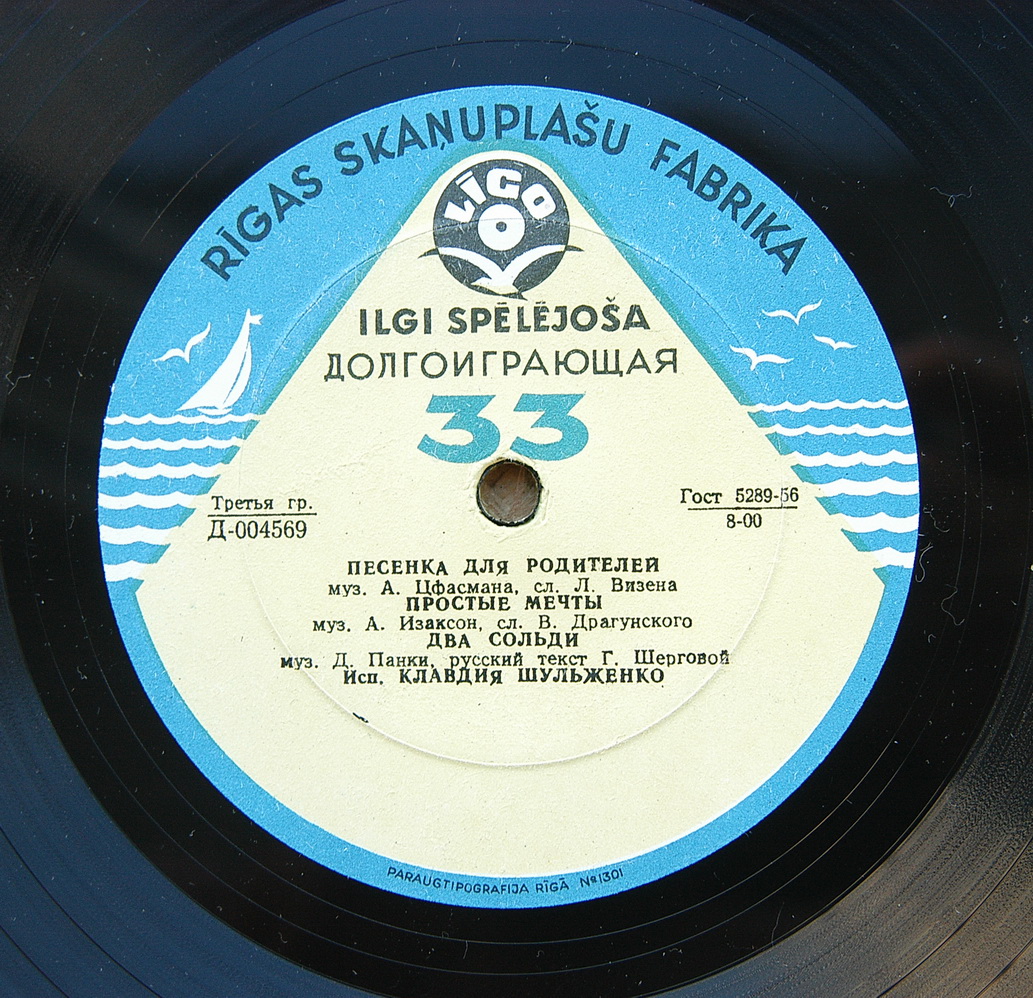 RĪGAS SKAŅUPLAŠU FABRIKA
LĪGO
ILGI SPĒLĒJOŠA
ДОЛГОИГРАЮЩАЯ
33
Третья гр.
Д-004569
Гост 5289-56
8-00
ПЕСЕНКА ДЛЯ РОДИТЕЛЕЙ
муз. А. Цфасмана, сл. Л. Визена
ПРОСТЫЕ МЕЧТЫ
муз. А. Изаксон, сл. В. Драгунского
ДВА СОЛЬДИ
муз. Д. Панки, русский текст Г. Шерговой
Исп. КЛАВДИЯ ШУЛЬЖЕНКО
PARAUGTIPOGRAFIJA RĪGĀ №1301